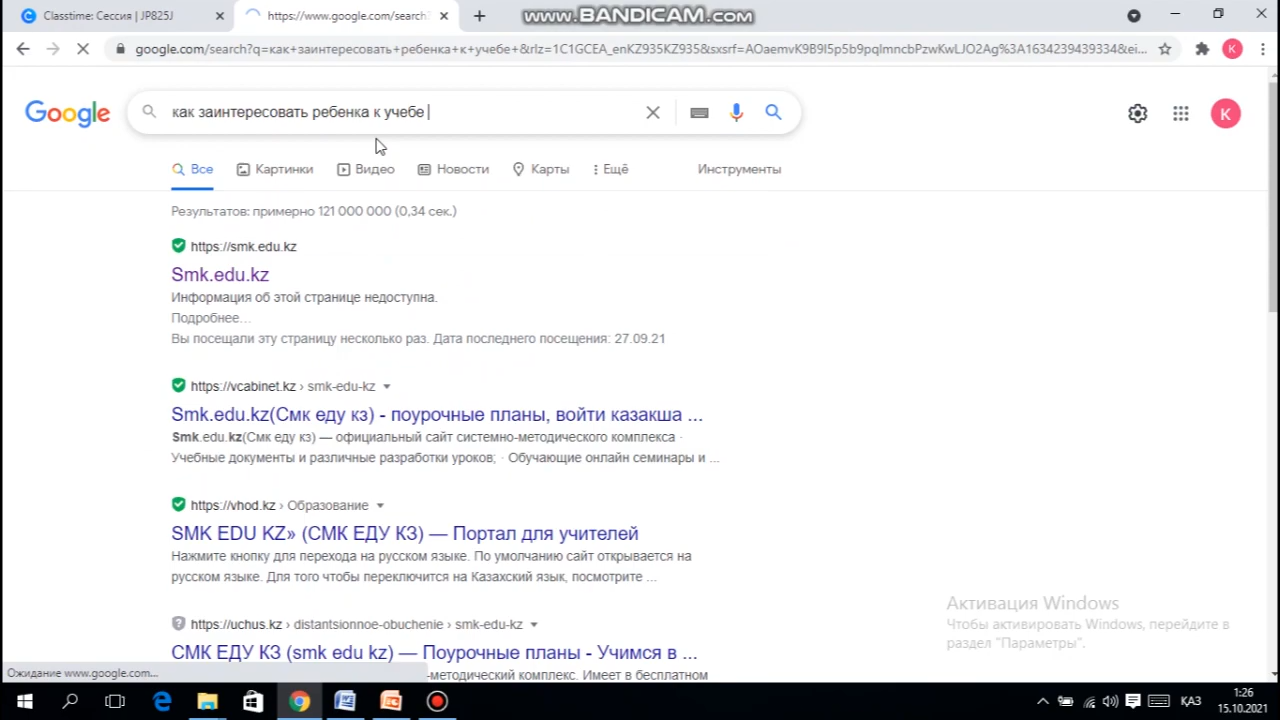 Classtime: Сессия | JP825J
https://www.google.com/search?
www.BANDICAM.com
google.com/search?q=как+заинтересовать+ребенка+к+учебе+&rlz=1C1GCEA_enKZ935KZ935&sxsrf=AOaemvK9B9I5p5b9pqlmncbPzwKwLJO2Ag%3A1634239439334&ei...
K
Google
как заинтересовать ребенка к учебе
K
Все
Картинки
Видео
Новости
Карты
Ещё
Инструменты
Результатов: примерно 121 000 000 (0,34 сек.)
https://smk.edu.kz
Smk.edu.kz
Информация об этой странице недоступна.
Подробнее...
Вы посещали эту страницу несколько раз. Дата последнего посещения: 27.09.21
https://vcabinet.kz › smk-edu-kz
Smk.edu.kz(Смк еду кз) - поурочные планы, войти казакша ...
Smk.edu.kz(Смк еду кз) — официальный сайт системно-методического комплекса ·
Учебные документы и различные разработки уроков; · Обучающие онлайн семинары и ...
https://vhod.kz › Образование
SMK EDU KZ» (СМК ЕДУ КЗ) — Портал для учителей
Нажмите кнопку для перехода на русском языке. По умолчанию сайт открывается на
русском языке. Для того чтобы переключится на Казахский язык, посмотрите ...
https://uchus.kz › distantsionnoe-obuchenie › smk-edu-kz
СМК ЕДУ КЗ (smk edu kz) — Поурочные планы - Учимся в ...
-методический комплекс. Имеет в бесплатном
Ожидание www.google.com...
Активация Windows
Чтобы активировать Windows, перейдите в
раздел "Параметры".
ҚАЗ
1:26
15.10.2021